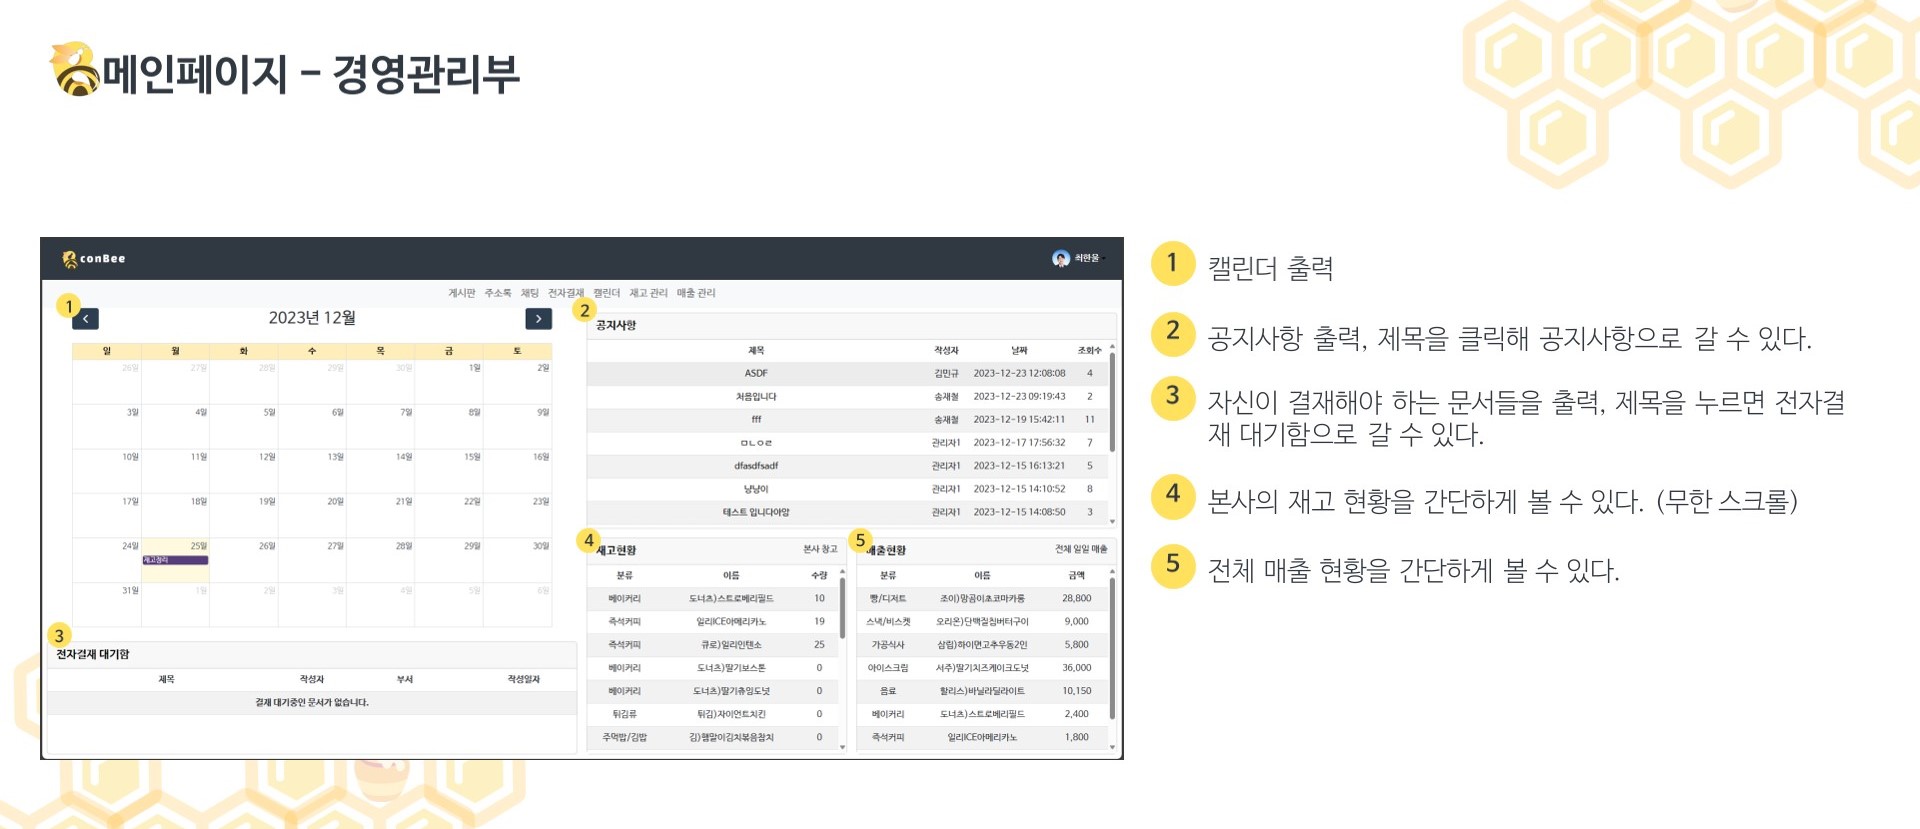 메인페이지 - 경영관리부
conBee
최한울
게시판 주소록 채팅 전자결재 캘린더 재고 관리 매출 관리
1
2023년 12월
일 월 화 수 목 금 토
26일 27일 28일 29일 30일 1일 2일
3일 4일 5일 6일 7일 8일 9일
10일 11일 12일 13일 14일 15일 16일
17일 18일 19일 20일 21일 22일 23일
24일 25일 26일 27일 28일 29일 30일
재고정리
31일 1일 2일 3일 4일 5일 6일
2
공지사항
제목 작성자 날짜 조회수
ASDF 김민규 2023-12-23 12:08:08 4
처음입니다 송재철 2023-12-23 09:19:43 2
fff 송재철 2023-12-19 15:42:11 11
ㅁㄴㅇㄹ 관리자1 2023-12-17 17:56:32 7
dfasdfsadf 관리자1 2023-12-15 16:13:21 5
냥냥이 관리자1 2023-12-15 14:10:52 8
테스트 입니다아앙 관리자1 2023-12-15 14:08:50 3
3
전자결재 대기함
제목 작성자 부서 작성일자
결재 대기중인 문서가 없습니다.
4
재고현황 본사 창고
분류 이름 수량
베이커리 도너츠)스트로베리필드 10
즉석커피 일리ICE아메리카노 19
즉석커피 큐로)일리인텐소 25
베이커리 도너츠)딸기보스톤 0
베이커리 도너츠)딸기츄임도넛 0
튀김류 튀김)자이언트치킨 0
주먹밥/김밥 김)햄말이김치볶음참치 0
5
매출현황 전체 일일 매출
분류 이름 금액
빵/디저트 조이)망곰이초코마카롱 28,800
스낵/비스켓 오리온)단백질칩버터구이 9,000
가공식사 삼립)하이면고추우동2인 5,800
아이스크림 서주)딸기치즈케이크도넛 36,000
음료 할리스)바닐라딜라이트 10,150
베이커리 도너츠)스트로베리필드 2,400
즉석커피 일리ICE아메리카노 1,800
1 캘린더 출력
2 공지사항 출력, 제목을 클릭해 공지사항으로 갈 수 있다.
3 자신이 결재해야 하는 문서들을 출력, 제목을 누르면 전자결
재 대기함으로 갈 수 있다.
4 본사의 재고 현황을 간단하게 볼 수 있다. (무한 스크롤)
5 전체 매출 현황을 간단하게 볼 수 있다.